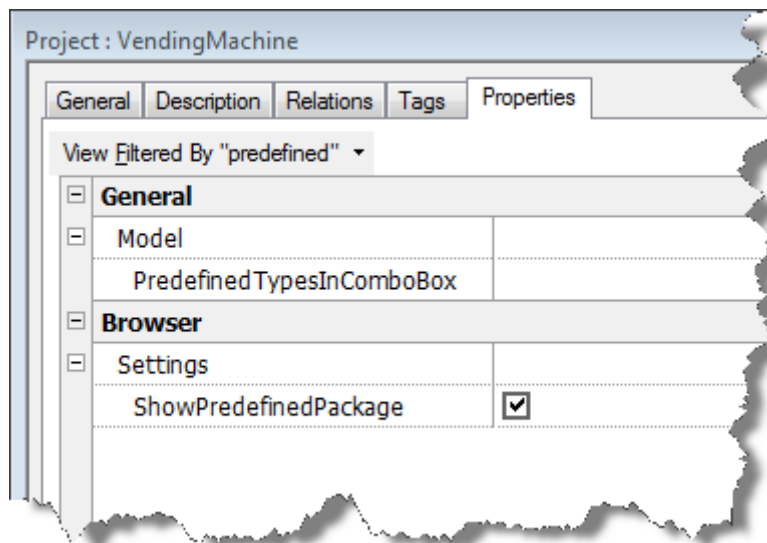 Project : VendingMachine
General Description Relations Tags Properties
View Filtered By "predefined"
General
Model
PredefinedTypesInComboBox
Browser
Settings
ShowPredefinedPackage